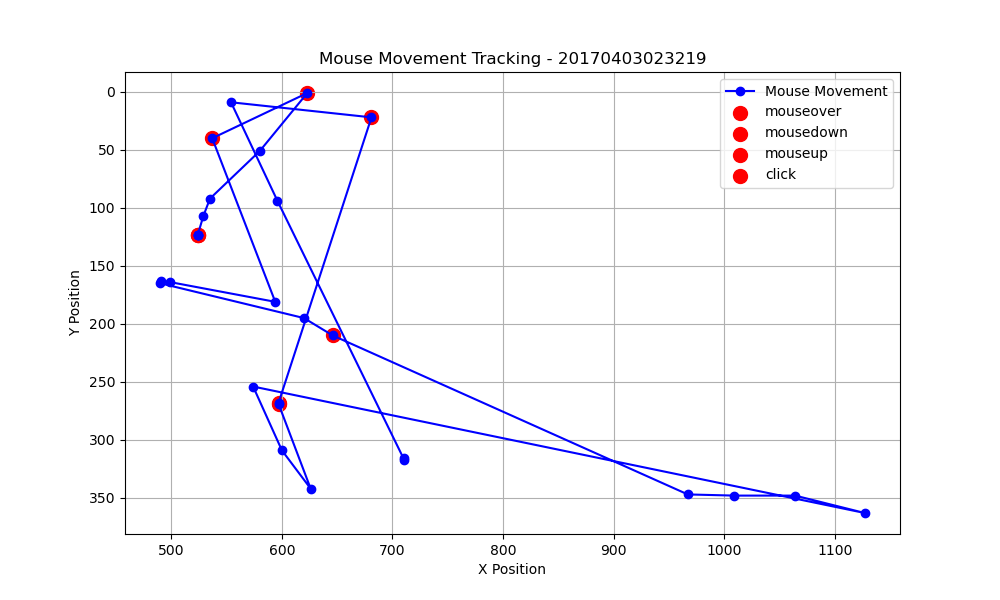 Mouse Movement Tracking - 20170403023219
Mouse Movement
mouseover
mousedown
mouseup
click
0
50
100
150
200
250
300
350
Y Position
500 600 700 800 900 1000 1100
X Position